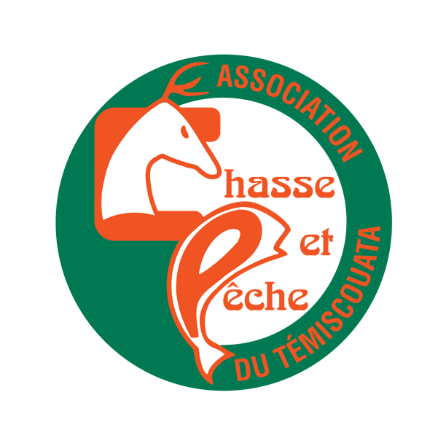 ASSOCIATION
Chasse
et
Pêche
DU TÉMISCOUATA